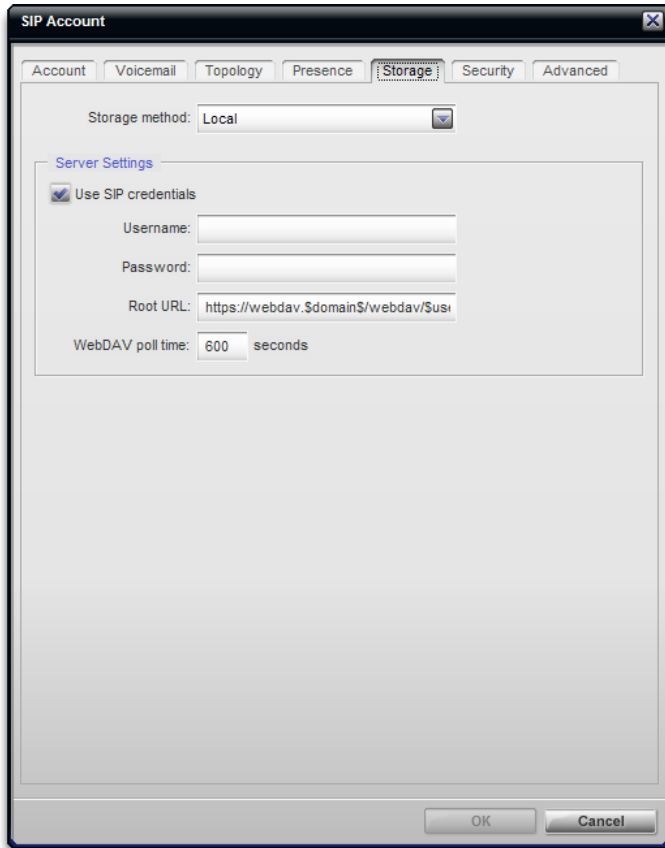 SIP Account
Account Voicemail Topology Presence Storage Security Advanced
Storage method: Local
Server Settings
Use SIP credentials
Username:
Password:
Root URL: https://webdav.$domain$/webdav/$use
WebDAV poll time: 600 seconds
OK Cancel